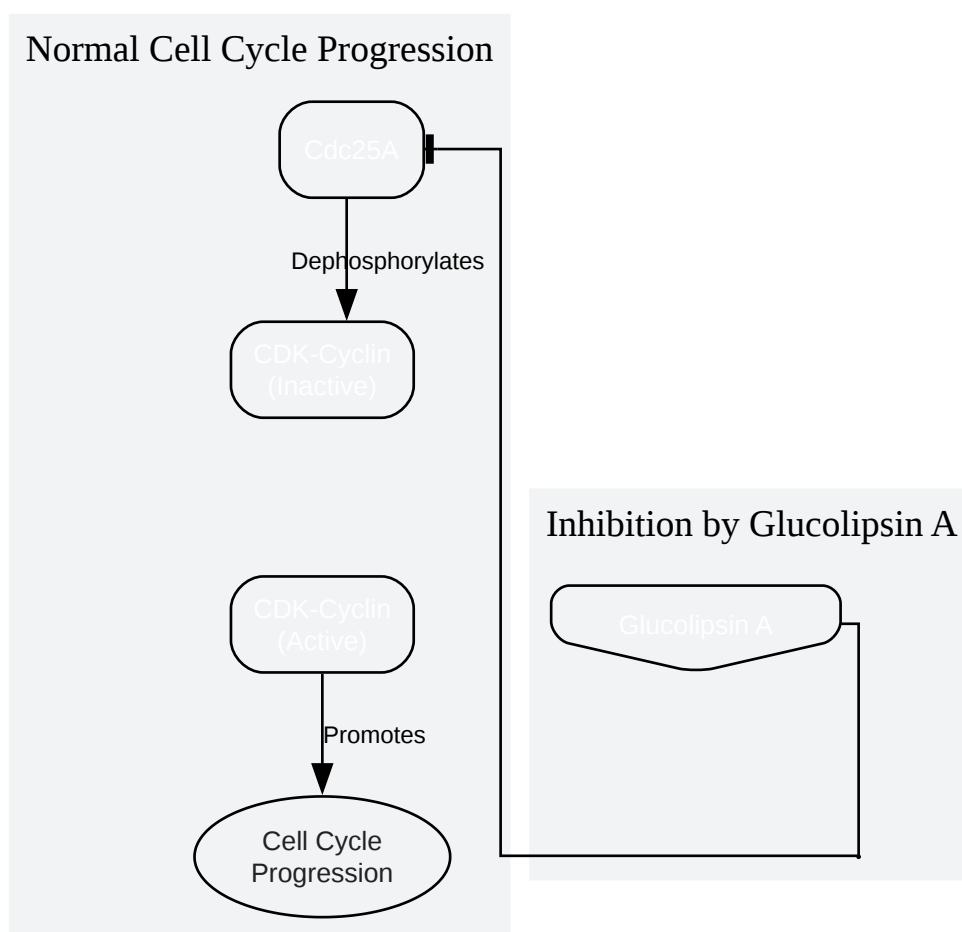 Normal Cell Cycle Progression
Cdc25A
Dephosphorylates
CDK-Cyclin
(Inactive)
Inhibition by Glucolipsin A
CDK-Cyclin
(Active)
Glucolipsin A
Promotes
Cell Cycle
Progression